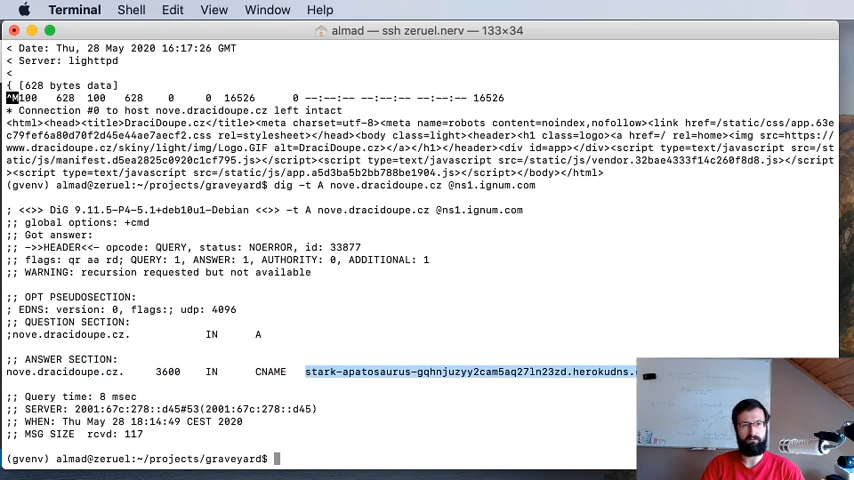 Terminal Shell Edit View Window Help
almad — ssh zeruel.nerv — 133×34
< Date: Thu, 28 May 2020 16:17:26 GMT
< Server: lighttpd
<
{ [628 bytes data]
^M100   628  100   628    0     0  16526      0 --:--:-- --:--:-- --:--:-- 16526
* Connection #0 to host nove.dracidoupe.cz left intact
<html><head><title>DraciDoupe.cz</title><meta charset=utf-8><meta name=robots content=noindex,nofollow><link href=/static/css/app.63e
c79fef6a80d70f2d45e44ae7aecf2.css rel=stylesheet></head><body class=light><header><h1 class=logo><a href=/ rel=home><img src=https://
www.dracidoupe.cz/skiny/light/img/Logo.GIF alt=DraciDoupe.cz></a></h1></header><div id=app></div><script type=text/javascript src=/st
atic/js/manifest.d5ea2825c0920c1cf795.js></script><script type=text/javascript src=/static/js/vendor.32bae4333f14c260f8d8.js></script
><script type=text/javascript src=/static/js/app.a5d3ba5b2bb788be1904.js></script></body></html>
(gvenv) almad@zeruel:~/projects/graveyard$ dig -t A nove.dracidoupe.cz @ns1.ignum.com
; <<>> DiG 9.11.5-P4-5.1+deb10u1-Debian <<>> -t A nove.dracidoupe.cz @ns1.ignum.com
;; global options: +cmd
;; Got answer:
;; ->>HEADER<<- opcode: QUERY, status: NOERROR, id: 33877
;; flags: qr aa rd; QUERY: 1, ANSWER: 1, AUTHORITY: 0, ADDITIONAL: 1
;; WARNING: recursion requested but not available
;; OPT PSEUDOSECTION:
; EDNS: version: 0, flags:; udp: 4096
;; QUESTION SECTION:
;nove.dracidoupe.cz.		IN	A
;; ANSWER SECTION:
nove.dracidoupe.cz.	3600	IN	CNAME	stark-apatosaurus-gqhnjuzyy2cam5aq27ln23zd.herokudns.
;; Query time: 8 msec
;; SERVER: 2001:67c:278::d45#53(2001:67c:278::d45)
;; WHEN: Thu May 28 18:14:49 CEST 2020
;; MSG SIZE  rcvd: 117
(gvenv) almad@zeruel:~/projects/graveyard$